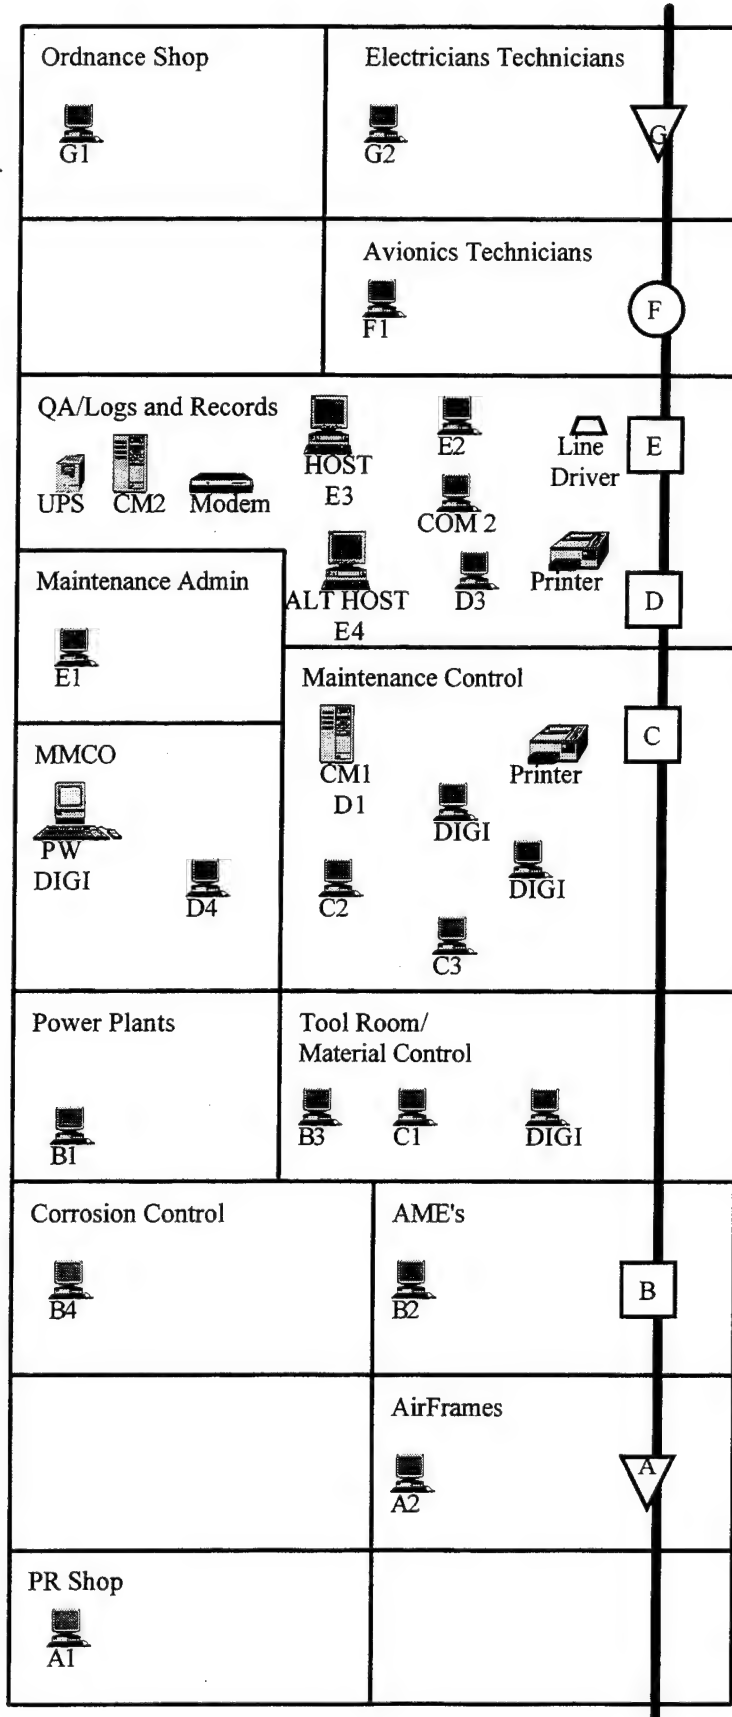 Ordnance Shop
G1
Electricians Technicians
G2
G
Avionics Technicians
F1
F
QA/Logs and Records
UPS
CM2
Modem
HOST
E3
E2
COM 2
Line
Driver
E
ALT HOST
E4
D3
Printer
D
Maintenance Admin
E1
Maintenance Control
CM1
D1
Printer
DIGI
DIGI
C2
C3
C
MMCO
PW
DIGI
D4
Power Plants
B1
Tool Room/
Material Control
B3
C1
DIGI
Corrosion Control
B4
AME's
B2
B
AirFrames
A2
A
PR Shop
A1